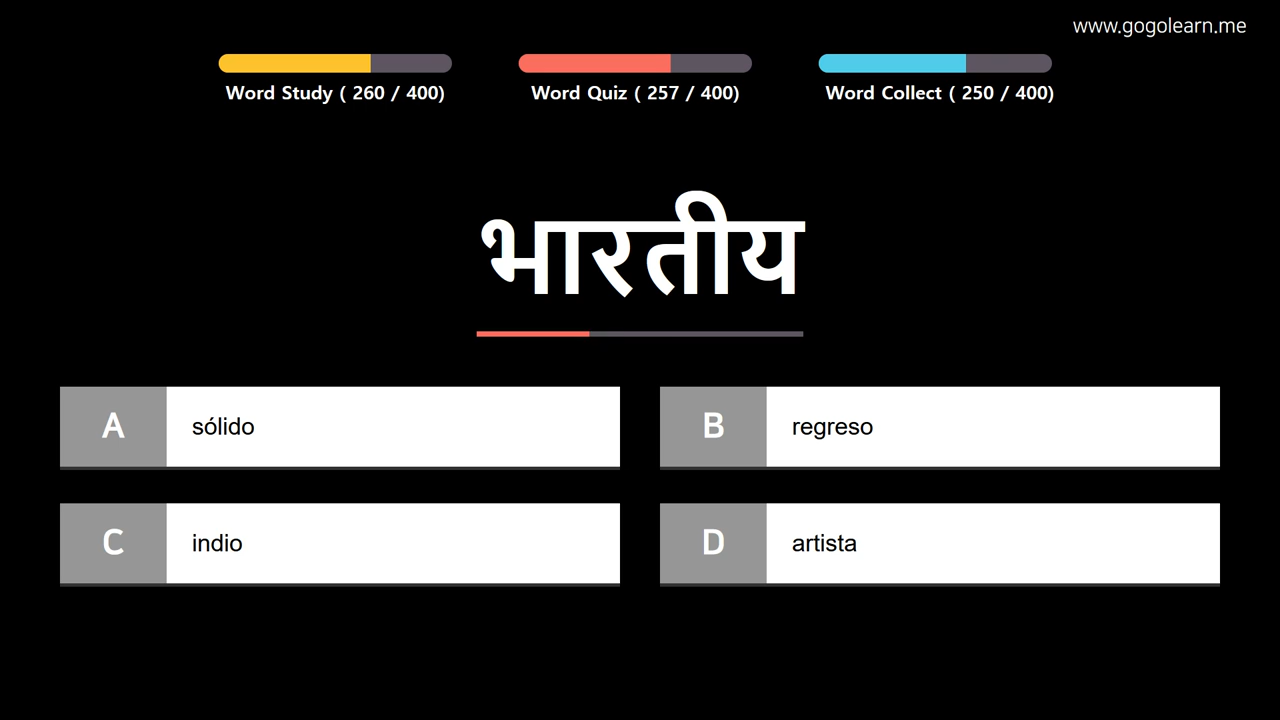 www.gogolearn.me
Word Study ( 260 / 400)
Word Quiz ( 257 / 400)
Word Collect ( 250 / 400)
भारतीय
A sólido
B regreso
C indio
D artista